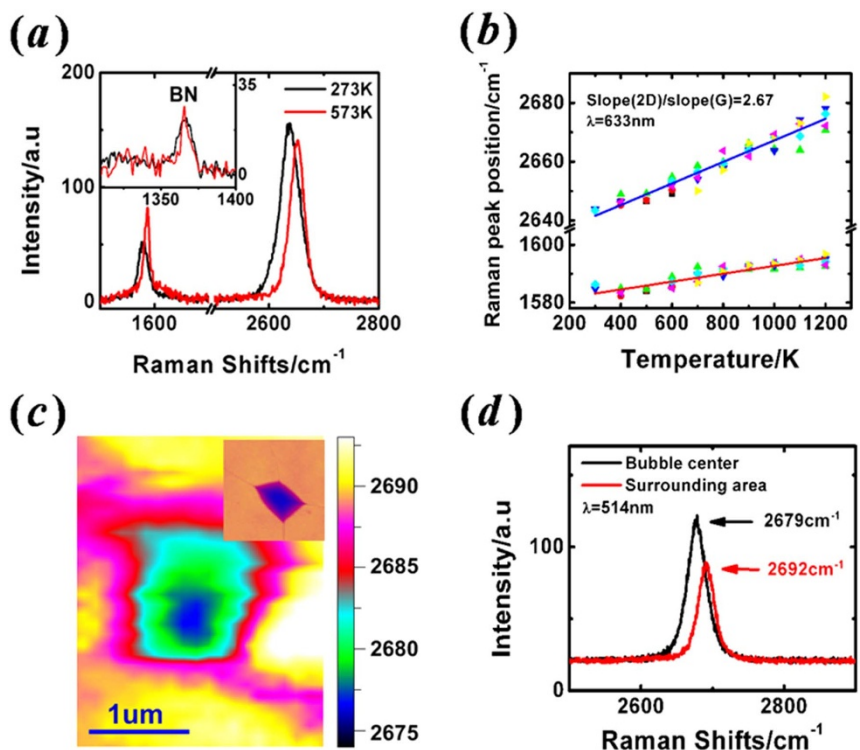 (a)
200
100
0
Intensity/a.u
BN
35
0
1350
1400
273K
573K
1600
2600
2800
Raman Shifts/cm-1
(b)
Slope(2D)/slope(G)=2.67
λ=633nm
2680
2660
2640
1590
1580
Raman peak position/cm-1
200
400
600
800
1000
1200
Temperature/K
(c)
1um
2690
2685
2680
2675
(d)
Bubble center
Surrounding area
λ=514nm
2679cm-1
2692cm-1
100
0
Intensity/a.u
2600
2800
Raman Shifts/cm-1